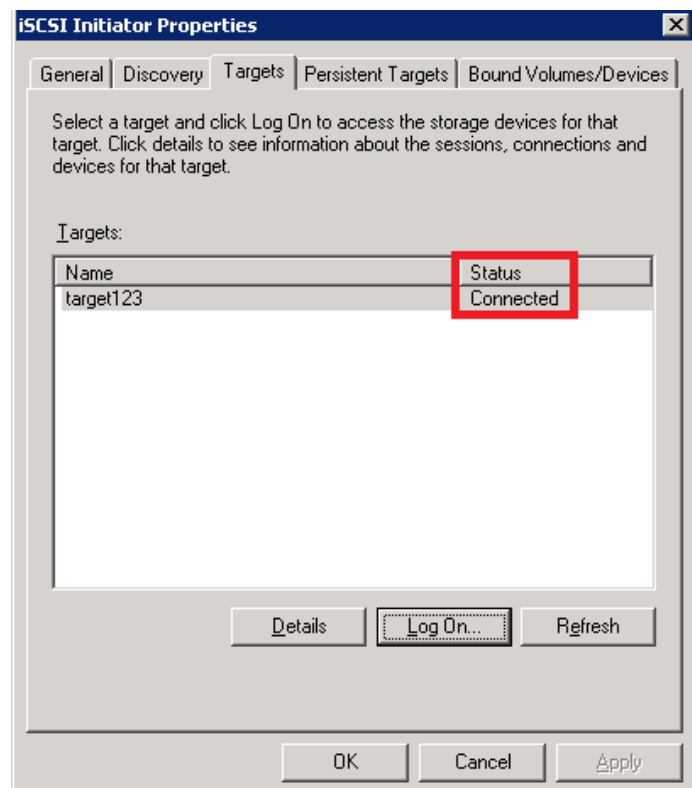 iSCSI Initiator Properties
General Discovery Targets Persistent Targets Bound Volumes/Devices
Select a target and click Log On to access the storage devices for that
target. Click details to see information about the sessions, connections and
devices for that target.
Targets:
Name Status
target123 Connected
Details Log On... Refresh
OK Cancel Apply